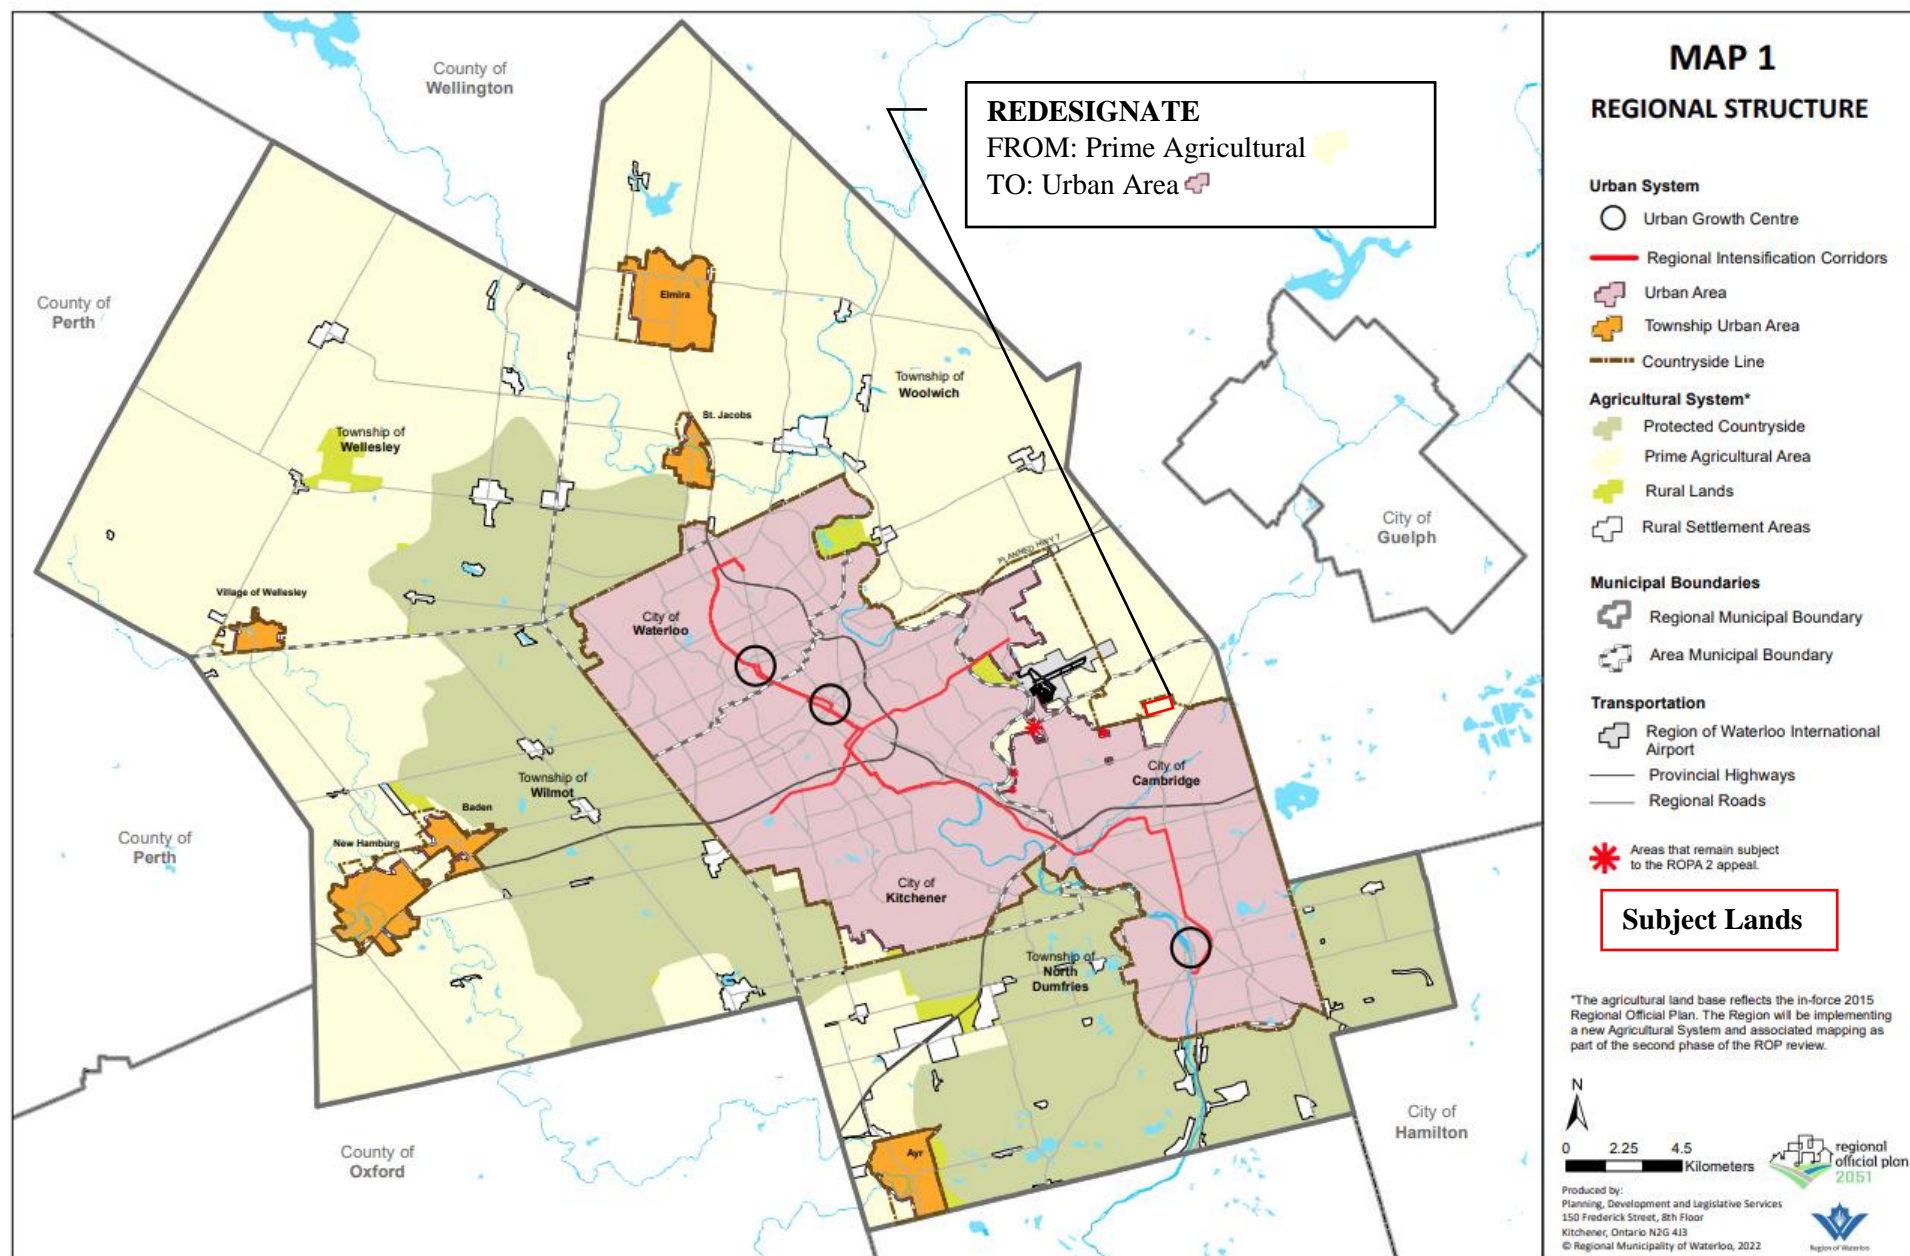 County of
Wellington
REDESIGNATE
FROM: Prime Agricultural
TO: Urban Area
County of
Perth
Elmira
Township of
Woolwich
St. Jacobs
Township of
Wellesley
City of
Guelph
PLANNED HWY 7
Village of Wellesley
City of
Waterloo
City of
Cambridge
Township of
Wilmot
Baden
New Hamburg
County of
Perth
City of
Kitchener
Township of
North
Dumfries
County of
Oxford
Ayr
City of
Hamilton
MAP 1
REGIONAL STRUCTURE
Urban System
Urban Growth Centre
Regional Intensification Corridors
Urban Area
Township Urban Area
Countryside Line
Agricultural System*
Protected Countryside
Prime Agricultural Area
Rural Lands
Rural Settlement Areas
Municipal Boundaries
Regional Municipal Boundary
Area Municipal Boundary
Transportation
Region of Waterloo International
Airport
Provincial Highways
Regional Roads
Areas that remain subject
to the ROPA 2 appeal.
Subject Lands
*The agricultural land base reflects the in-force 2015
Regional Official Plan. The Region will be implementing
a new Agricultural System and associated mapping as
part of the second phase of the ROP review.
N
0 2.25 4.5
Kilometers
regional
official plan
2051
Produced by:
Planning, Development and Legislative Services
150 Frederick Street, 8th Floor
Kitchener, Ontario N2G 4J3
© Regional Municipality of Waterloo, 2022
Region of Waterloo